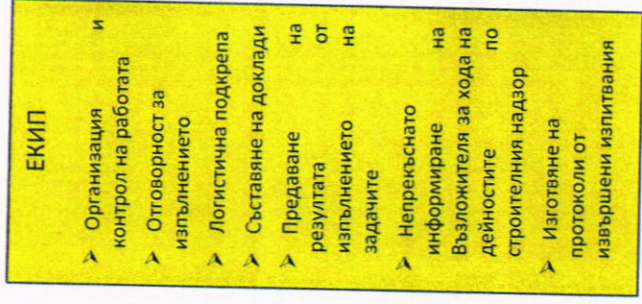 ЕКИП
➢ Организация и
контрол на работата
➢ Отговорност за
изпълнението
➢ Логистична подкрепа
➢ Съставяне на доклади
➢ Предаване на
резултата от
изпълнението на
задачите
➢ Непрекъснато
информиране на
Възложителя за хода на
дейностите по
строителния надзор
➢ Изготвяне на
протоколи от
извършени изпитвания